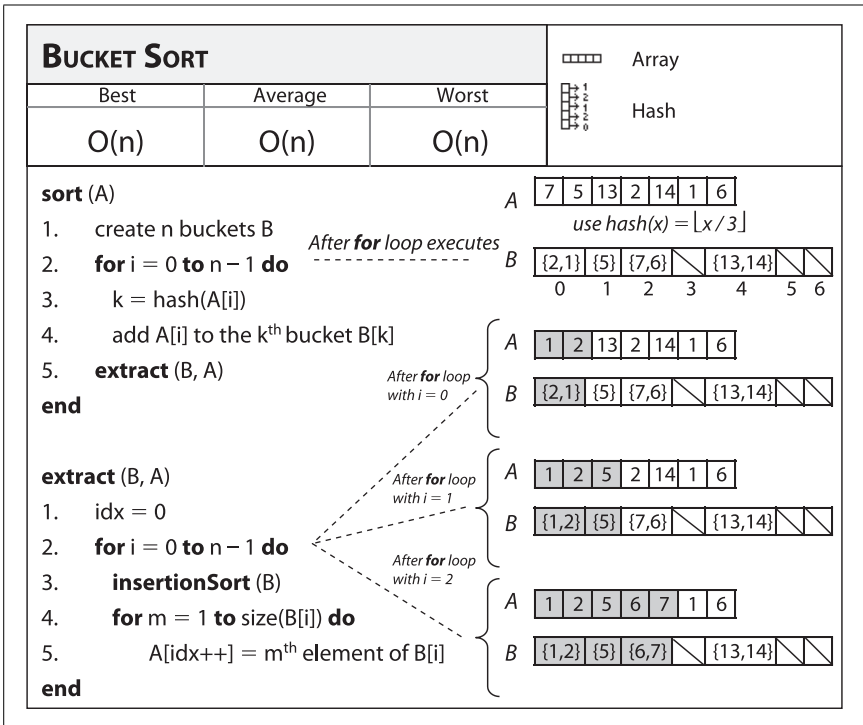 BUCKET SORT
Array
Hash
1
2
1
2
0
Best Average Worst
O(n) O(n) O(n)
sort (A)
1. create n buckets B
2. for i = 0 to n − 1 do
3. k = hash(A[i])
4. add A[i] to the kth bucket B[k]
5. extract (B, A)
end
After for loop executes
A 7 5 13 2 14 1 6
use hash(x) = ⌊x / 3⌋
B {2,1} {5} {7,6} {13,14}
0 1 2 3 4 5 6
After for loop
with i = 0
A 1 2 13 2 14 1 6
B {2,1} {5} {7,6} {13,14}
extract (B, A)
1. idx = 0
2. for i = 0 to n − 1 do
3. insertionSort (B)
4. for m = 1 to size(B[i]) do
5. A[idx++] = mth element of B[i]
end
After for loop
with i = 1
A 1 2 5 2 14 1 6
B {1,2} {5} {7,6} {13,14}
After for loop
with i = 2
A 1 2 5 6 7 1 6
B {1,2} {5} {6,7} {13,14}